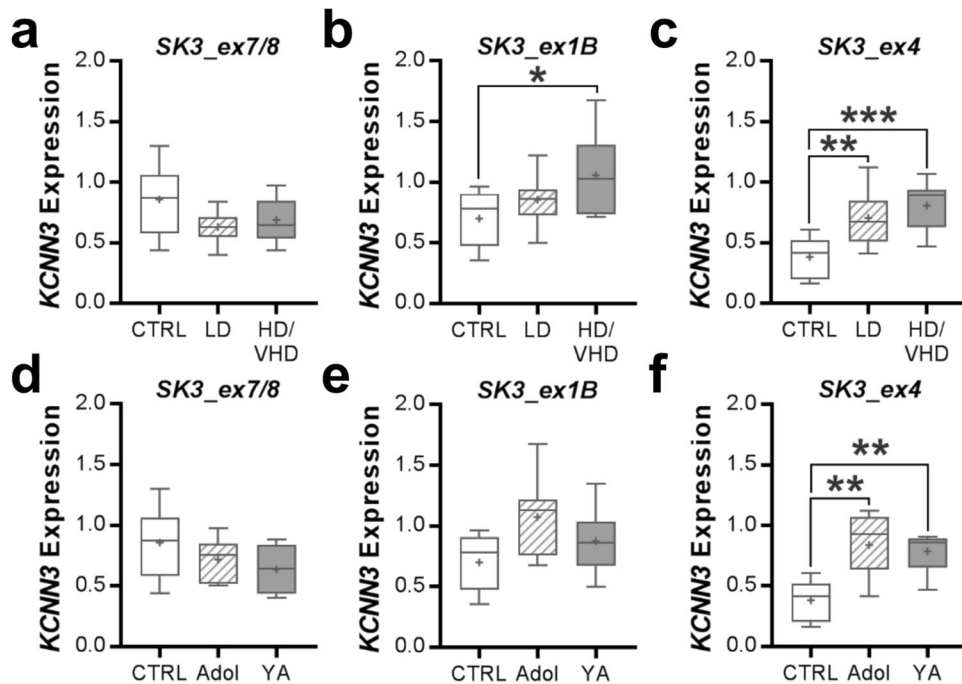 a
SK3_ex7/8
KCNN3 Expression
2.0
1.5
1.0
0.5
0.0
CTRL LD HD/
VHD
b
SK3_ex1B
KCNN3 Expression
2.0
1.5
1.0
0.5
0.0
*
CTRL LD HD/
VHD
c
SK3_ex4
KCNN3 Expression
2.0
1.5
1.0
0.5
0.0
***
**
CTRL LD HD/
VHD
d
SK3_ex7/8
KCNN3 Expression
2.0
1.5
1.0
0.5
0.0
CTRL Adol YA
e
SK3_ex1B
KCNN3 Expression
2.0
1.5
1.0
0.5
0.0
CTRL Adol YA
f
SK3_ex4
KCNN3 Expression
2.0
1.5
1.0
0.5
0.0
**
**
CTRL Adol YA